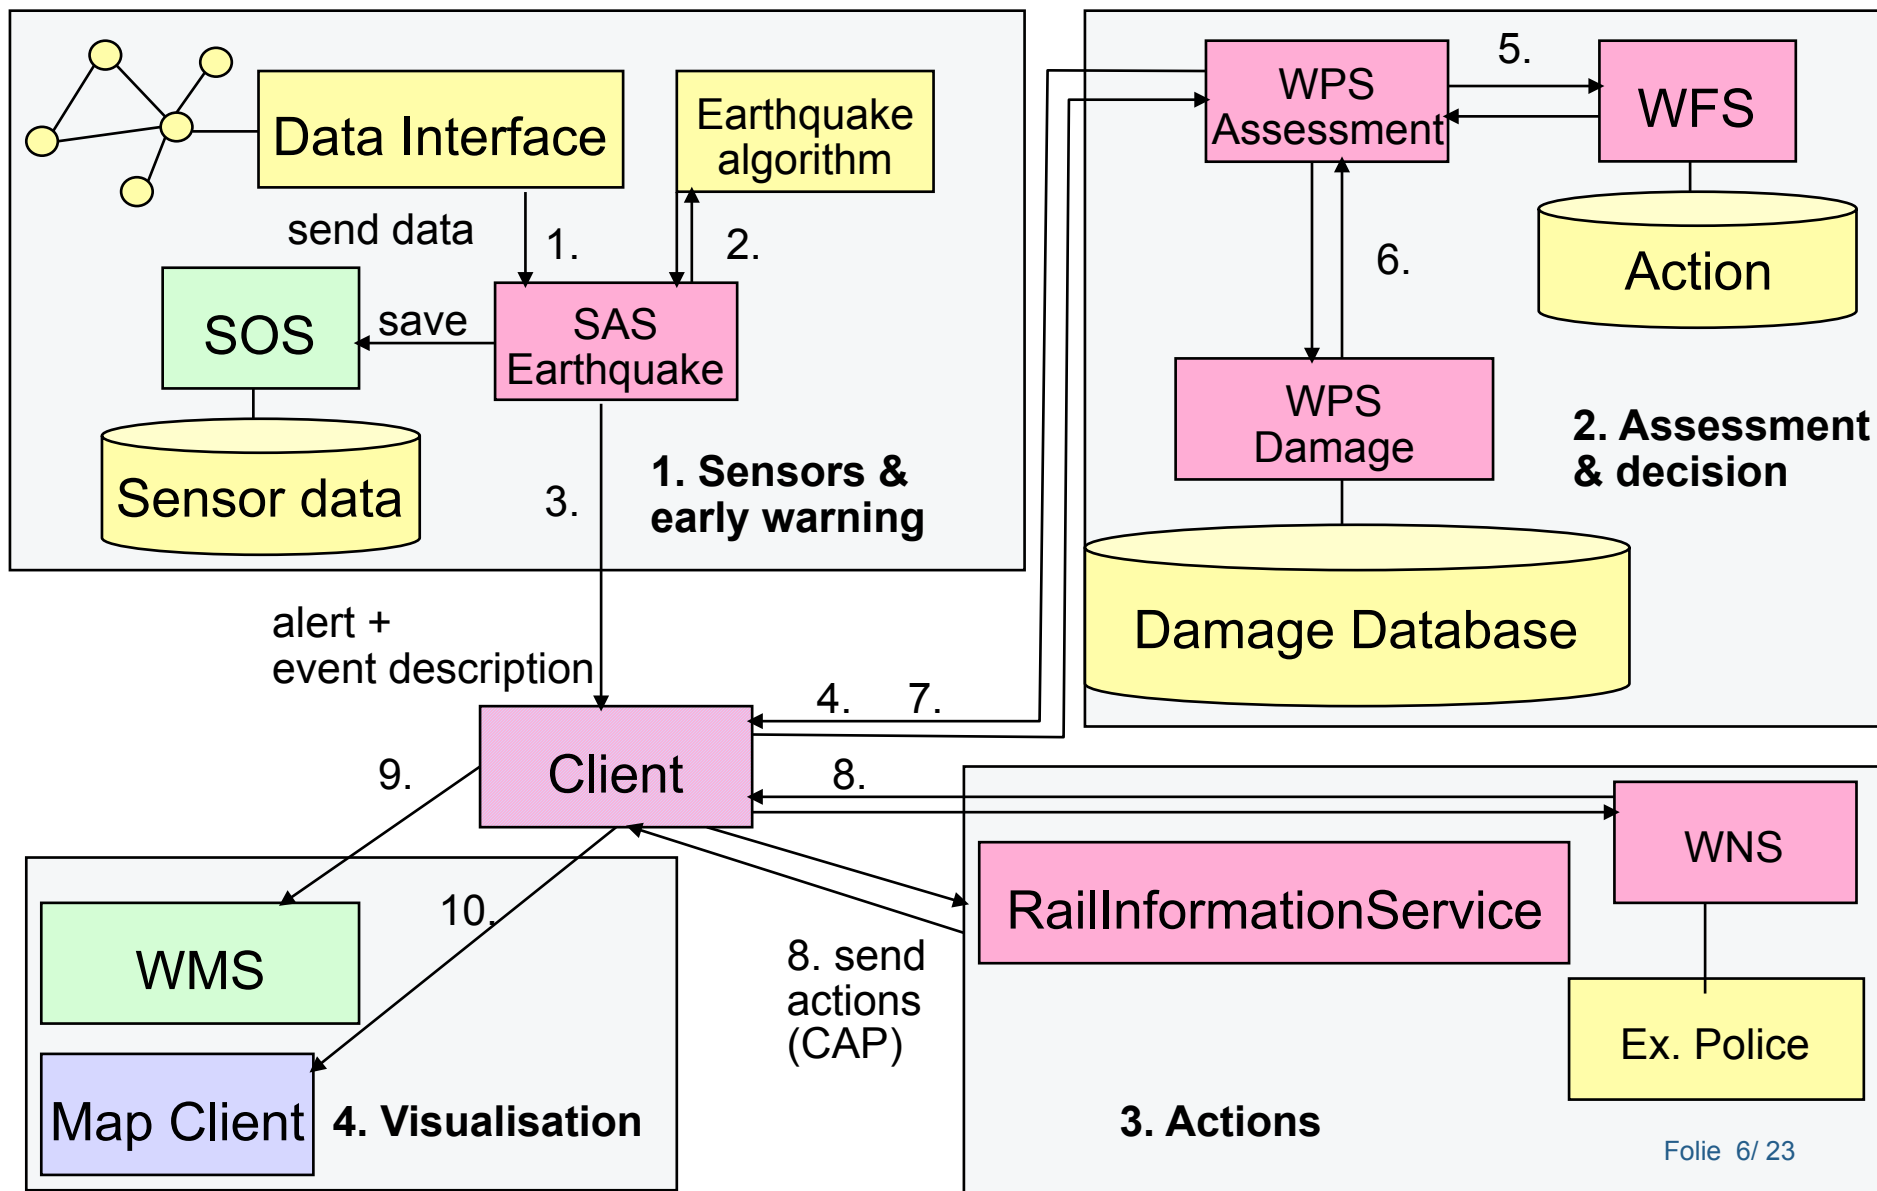 Data Interface
Earthquake
algorithm
send data
1.
2.
SOS
save
SAS
Earthquake
Sensor data
3.
1. Sensors &
early warning
WPS
Assessment
5.
WFS
Action
6.
WPS
Damage
2. Assessment
& decision
Damage Database
alert +
event description
4.
7.
Client
9.
8.
10.
WMS
Map Client
4. Visualisation
8. send
actions
(CAP)
RailInformationService
WNS
Ex. Police
3. Actions
Folie 6/ 23